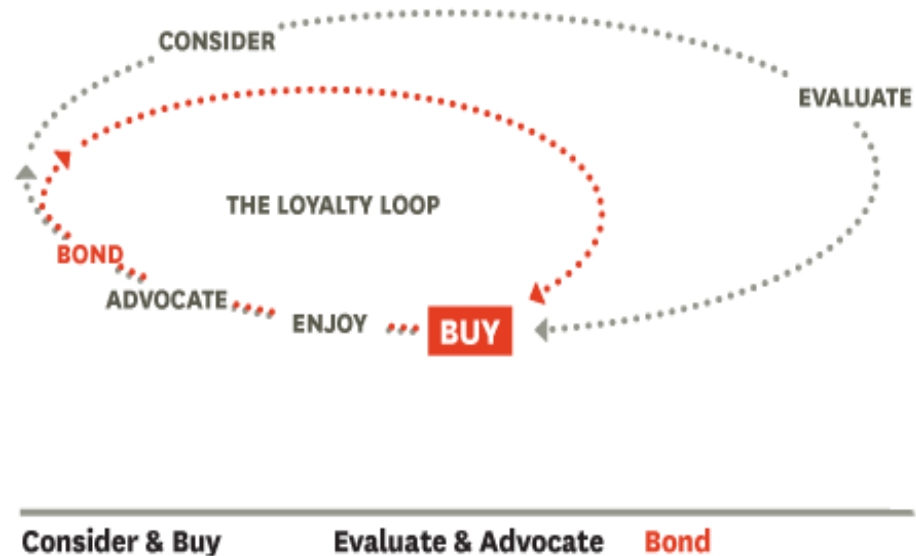 CONSIDER
EVALUATE
THE LOYALTY LOOP
BOND
ADVOCATE
ENJOY
BUY
Consider & Buy Evaluate & Advocate Bond